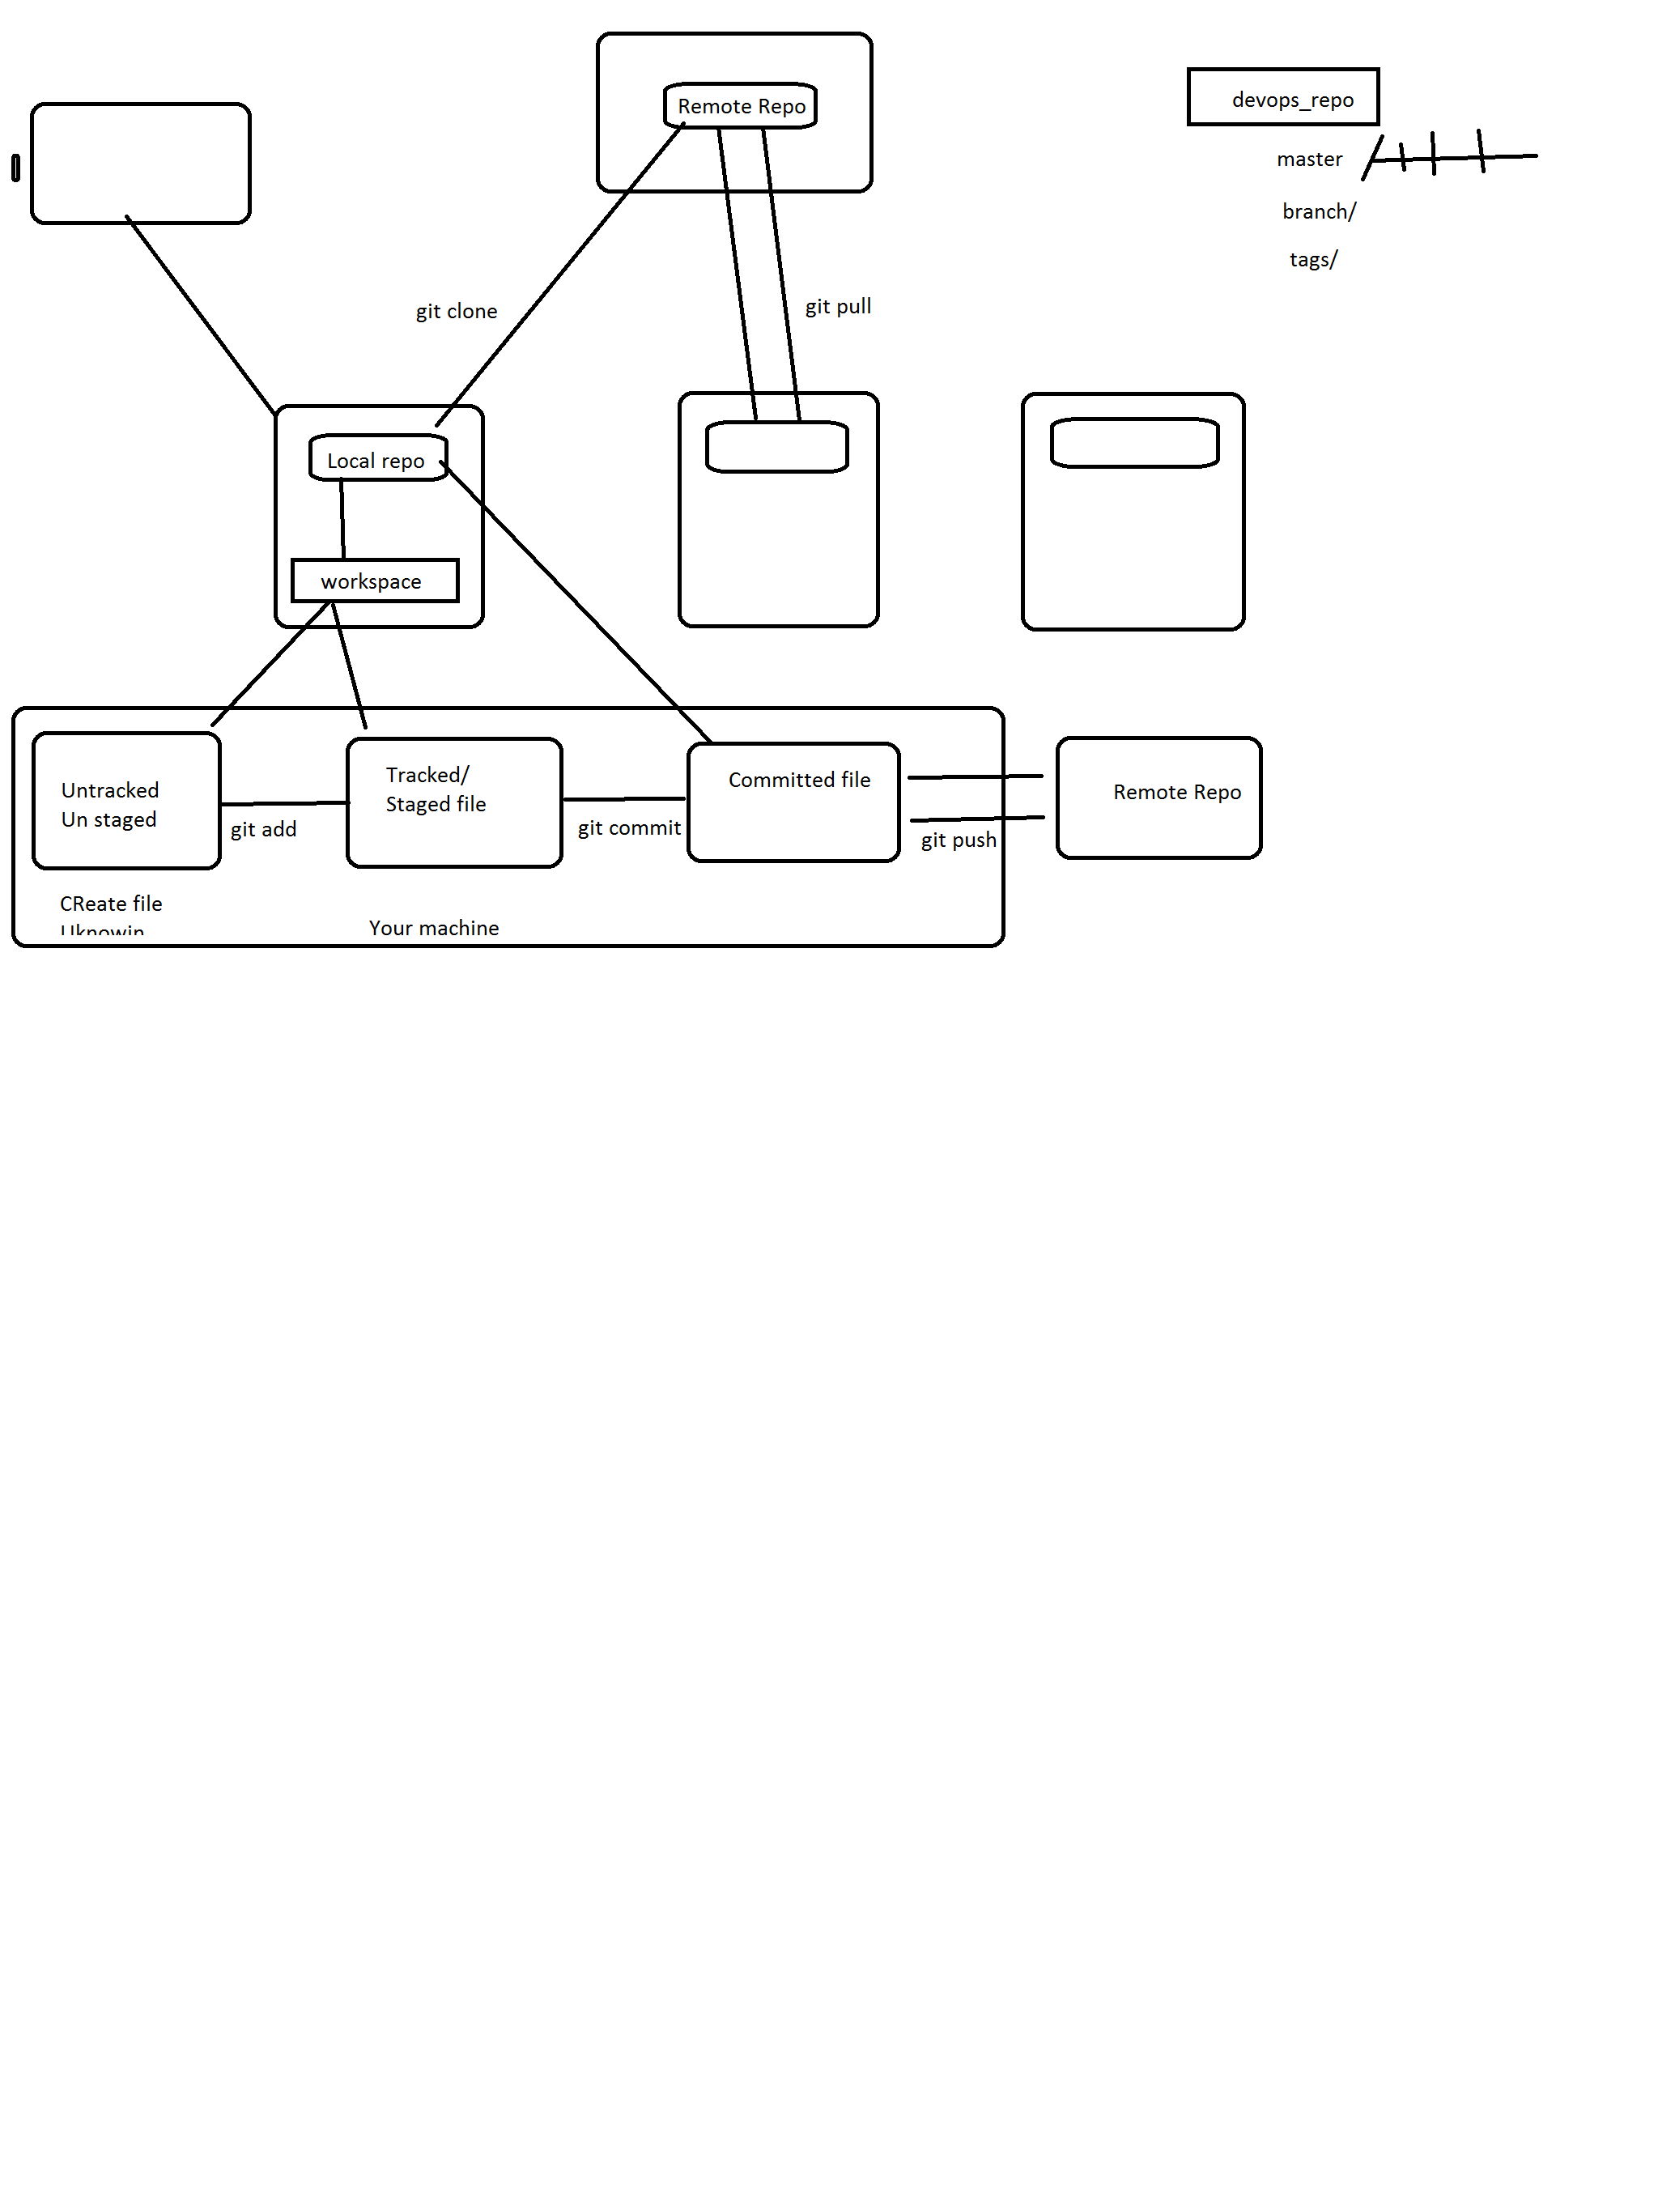 Remote Repo
devops_repo
master
branch/
tags/
git clone
git pull
Local repo
workspace
Untracked
Un staged
git add
Tracked/
Staged file
git commit
Committed file
git push
Remote Repo
CReate file
Uknowin
Your machine